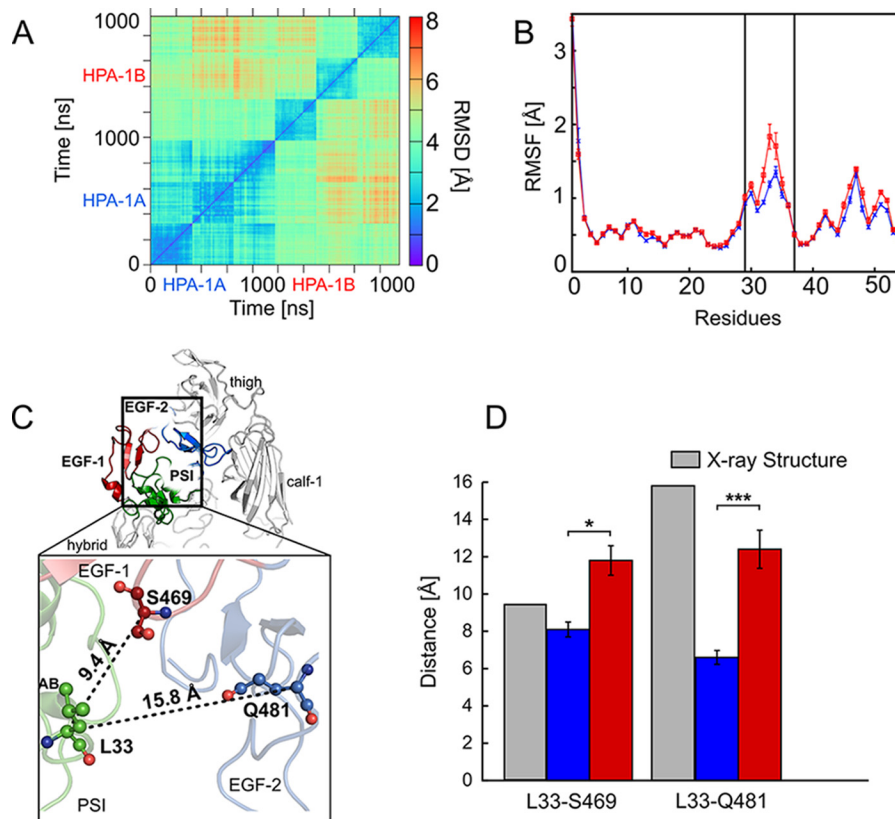 A
1000
HPA-1B
Time [ns]
1000
HPA-1A
0
0
HPA-1A
1000
HPA-1B
1000
Time [ns]
8
6
4
2
0
RMSD [Å]
B
3
2
1
0
RMSF [Å]
0
10
20
30
40
50
Residues
C
thigh
EGF-2
EGF-1
PSI
calf-1
hybrid
EGF-1
S469
9.4 Å
AB
15.8 Å
Q481
L33
EGF-2
PSI
D
X-ray Structure
16
14
12
10
8
6
4
2
0
Distance [Å]
*
***
L33-S469
L33-Q481